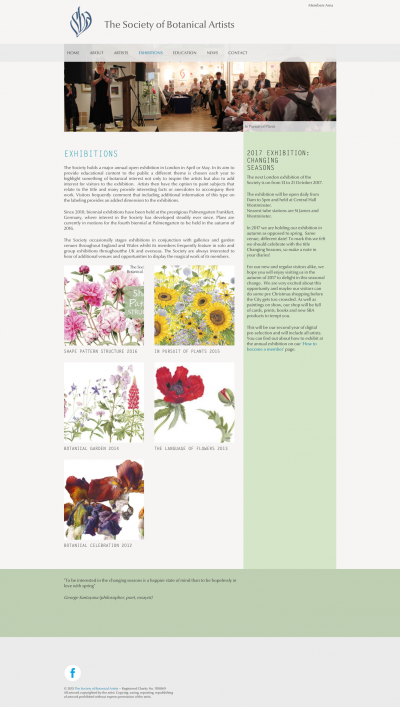 Members Area
sba
The Society of Botanical Artists
HOME ABOUT ARTISTS EXHIBITIONS EDUCATION NEWS CONTACT
In Pursuit of Plants
EXHIBITIONS
The Society holds a major annual open exhibition in London in April or May. In its aim to
provide educational content to the public a different theme is chosen each year to
highlight something of botanical interest not only to inspire the artists but also to add
interest for visitors to the exhibition. Artists then have the option to paint subjects that
relate to the title and many provide interesting facts or anecdotes to accompany their
work. Visitors frequently comment that including additional information of this type on
the labeling provides an added dimension to the exhibitions.
Since 2010, biennial exhibitions have been held at the prestigious Palmengarten Frankfurt,
Germany, where interest in the Society has developed steadily ever since. Plans are
currently in motion for the fourth biennial at Palmengarten to be held in the autumn of
2016.
The Society occasionally stages exhibitions in conjunction with galleries and garden
venues throughout England and Wales whilst its members frequently feature in solo and
group exhibitions throughout the UK and overseas. The Society are always interested to
hear of additional venues and opportunities to display the magical work of its members.
The Soc
Botanical
SHAPE PATTERN STRUCTURE 2016
IN PURSUIT OF PLANTS 2015
BOTANICAL GARDEN 2014
THE LANGUAGE OF FLOWERS 2013
BOTANICAL CELEBRATION 2012
2017 EXHIBITION:
CHANGING
SEASONS
The next London exhibition of the
Society is on from 13 to 21 October 2017.
The exhibition will be open daily from
11am to 5pm and held at Central Hall
Westminster.
Nearest tube stations are St James and
Westminster.
In 2017 we are holding our exhibition in
autumn as opposed to spring. Same
venue, different date! To mark this we felt
we should celebrate with the title
Changing Seasons, so make a note in
your diaries!
For our new and regular visitors alike, we
hope you will enjoy visiting us in the
autumn of 2017 to delight in this seasonal
change. We are very excited about this
opportunity and maybe our visitors can
do some pre Christmas shopping before
the City gets too crowded. As well as
paintings on show, our shop will be full
of cards, prints, books and new SBA
products to tempt you.
This will be our second year of digital
pre-selection and will include all artists.
You can find out about how to exhibit at
the annual exhibition on our 'How to
become a member' page.
"To be interested in the changing seasons is a happier state of mind than to be hopelessly in
love with spring"
George Santayana (philosopher, poet, essayist)
f
© 2015 The Society of Botanical Artists - Registered Charity No.
All artwork copyrighted by the artist. Copying, saving, reposting, republishing
of artwork prohibited without express permission of the artist.